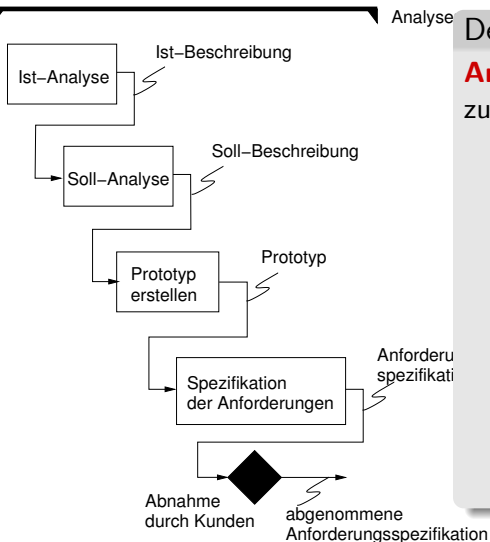 Analyse
Ist–Beschreibung
Ist–Analyse
Soll–Beschreibung
Soll–Analyse
Prototyp
Prototyp
erstellen
Spezifikation
der Anforderungen
Abnahme
durch Kunden
abgenommene
Anforderungsspezifikation
zu